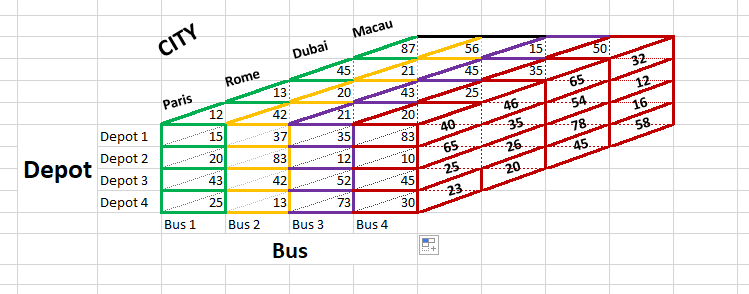 CITY
Macau
Dubai
Rome
Paris
87 56 15 50
45 21 45 35
13 20 43 25
12 42 21 20
32
65 12
46 54 16
40 35 78 58
65 26 45
25 20
23
Depot 1 15 37 35 83
Depot 2 20 83 12 10
Depot 3 43 42 52 45
Depot 4 25 13 73 30
Depot
Bus 1 Bus 2 Bus 3 Bus 4
Bus